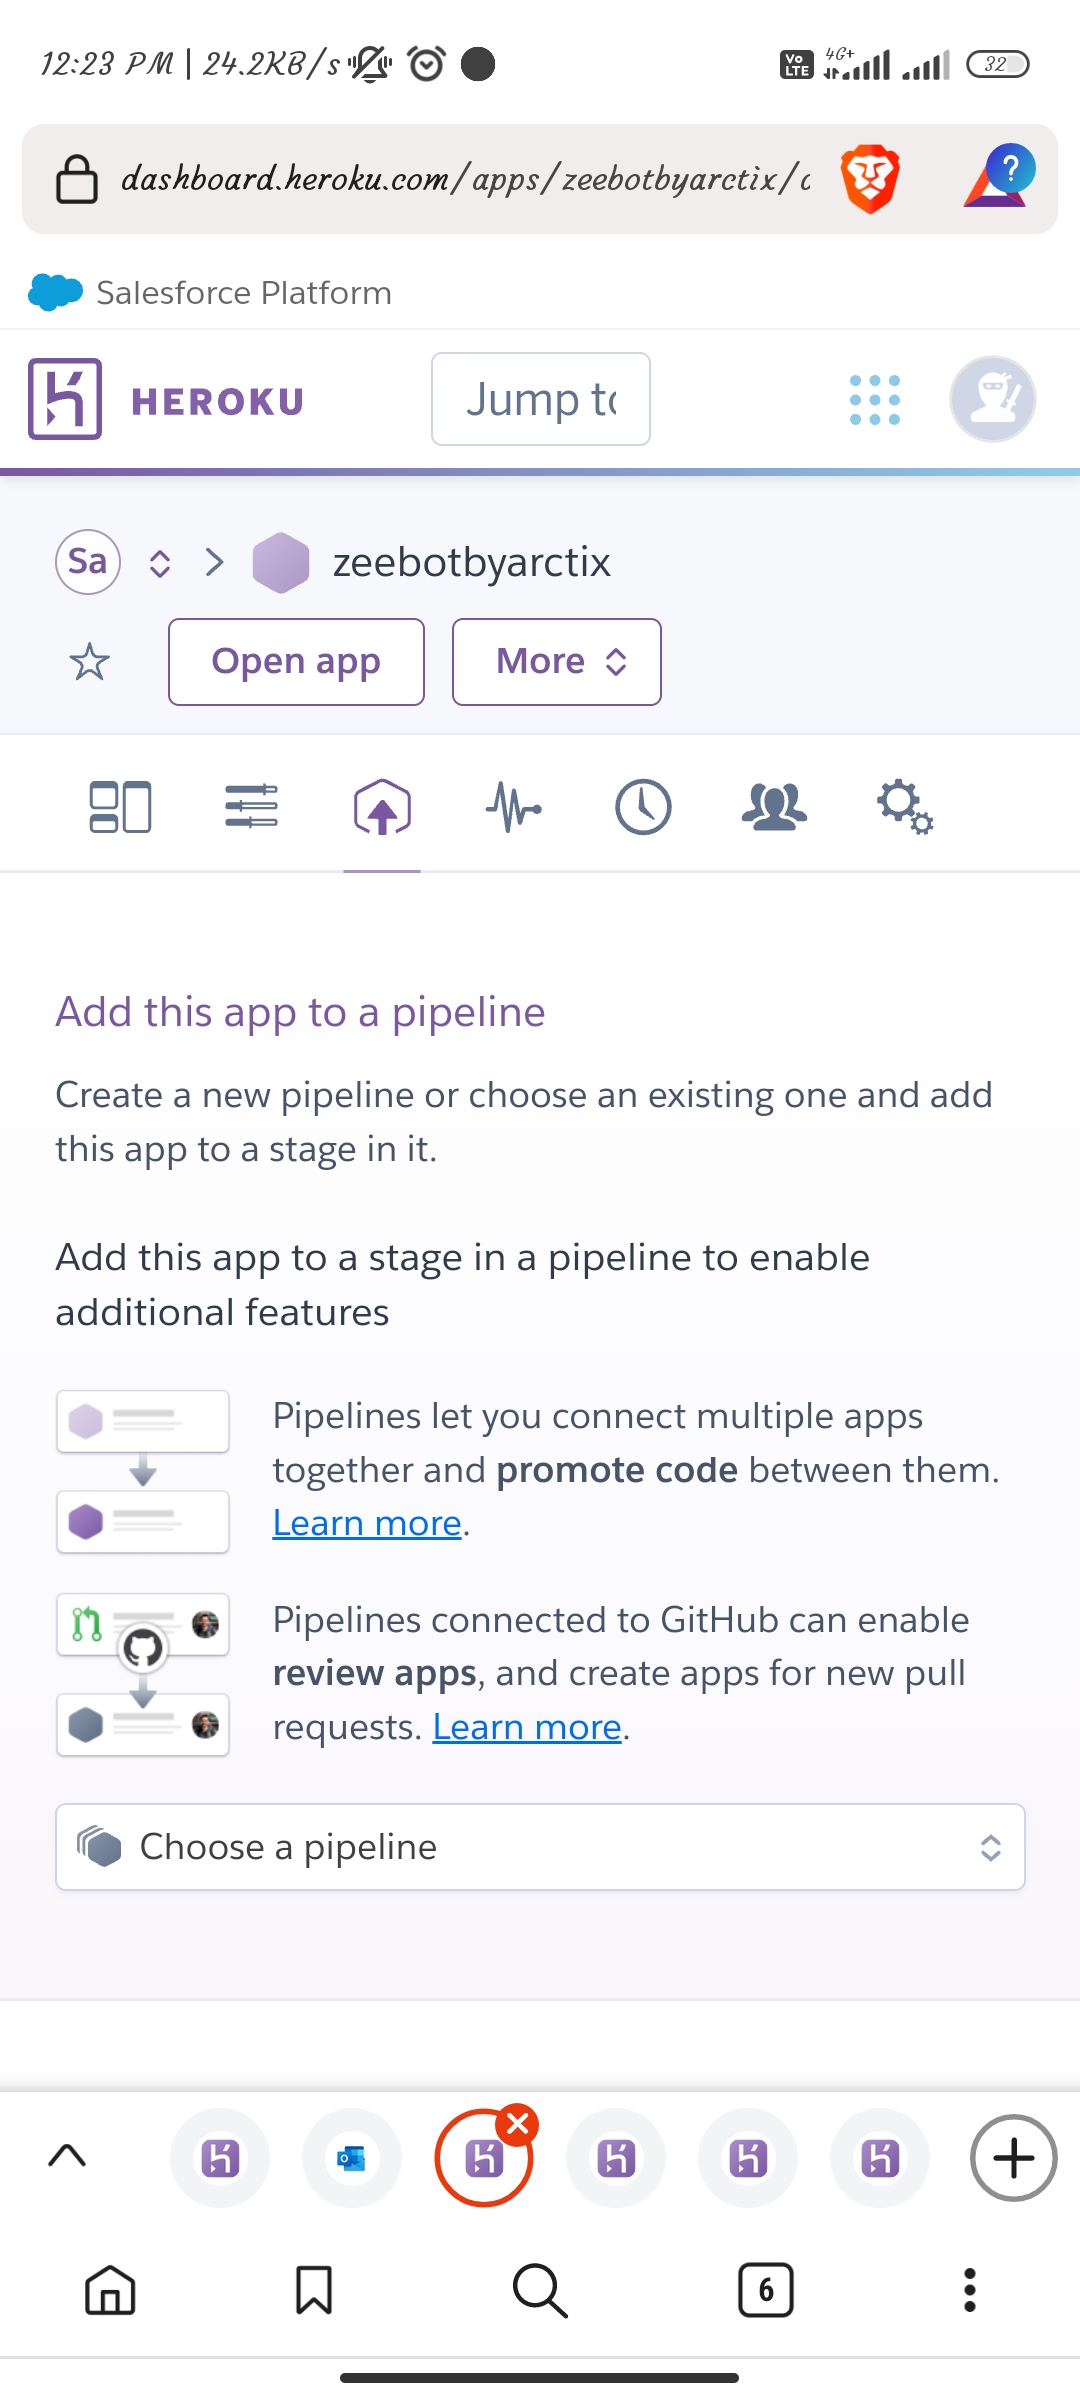 12:23 PM | 24.2KB/s
Vo LTE 4G+ 32
dashboard.heroku.com/apps/zeebotbyarctix/
?
Salesforce Platform
HEROKU
Jump to
Sa
zeebotbyarctix
Open app
More
Add this app to a pipeline
Create a new pipeline or choose an existing one and add
this app to a stage in it.
Add this app to a stage in a pipeline to enable
additional features
Pipelines let you connect multiple apps
together and promote code between them.
Learn more.
Pipelines connected to GitHub can enable
review apps, and create apps for new pull
requests. Learn more.
Choose a pipeline
6